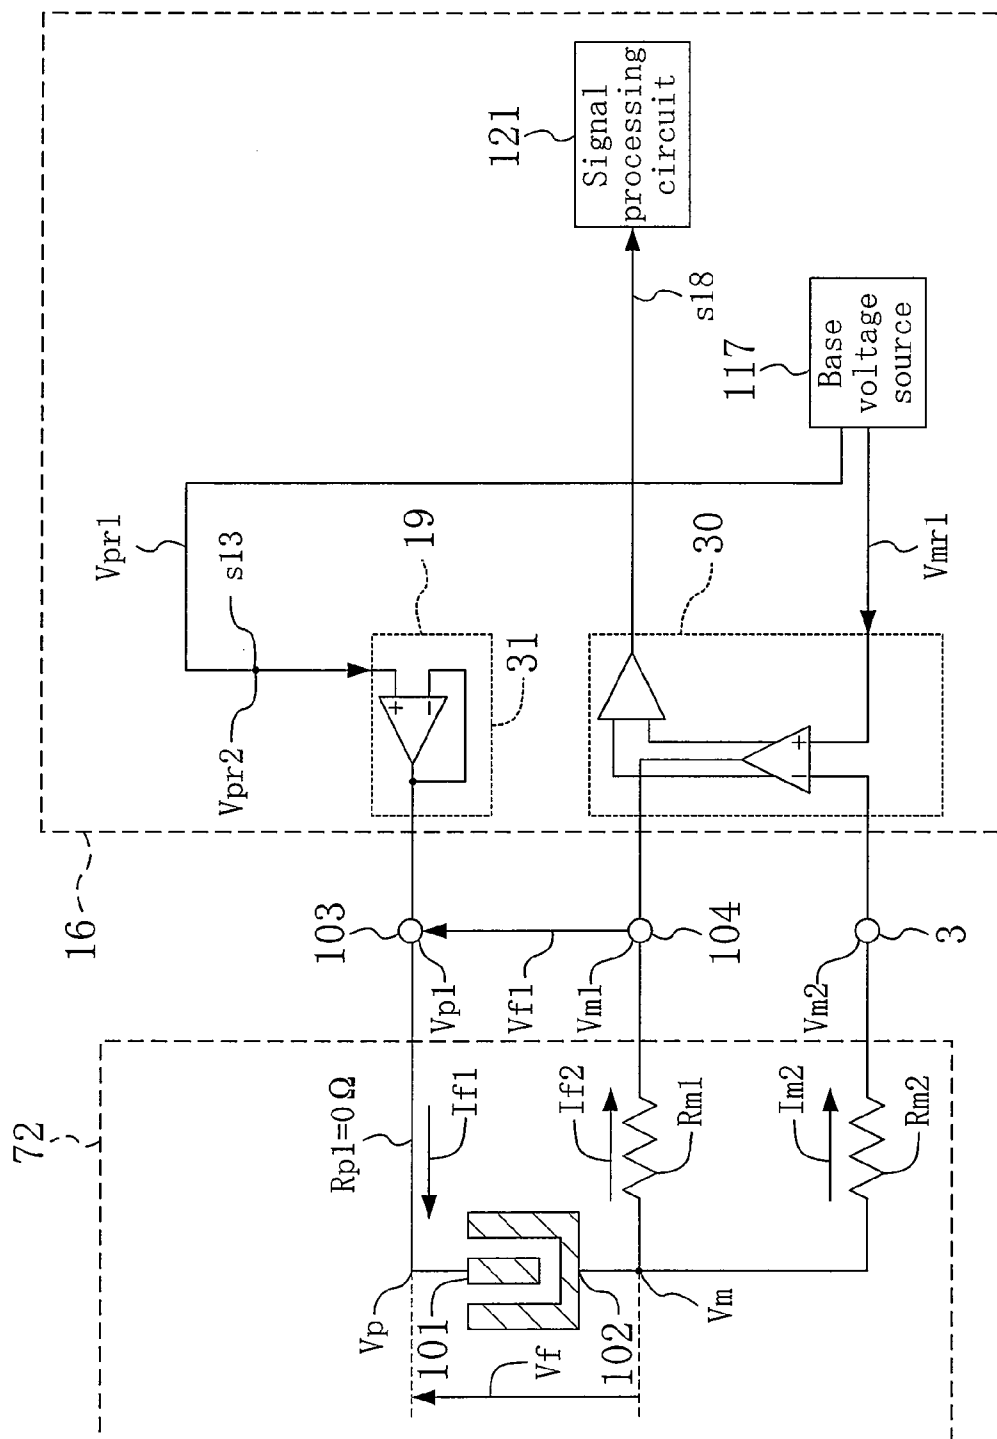 72
16
Rp1=0Ω
If1
Vp
101
102
Vf
Vm
If2
Rm1
Im2
Rm2
103
Vp1
Vf1
Vm1
104
Vm2
3
Vpr1
Vpr2
s13
19
31
+
−
30
−
+
Vmr1
s18
121
Signal
processing
circuit
117
Base
voltage
source